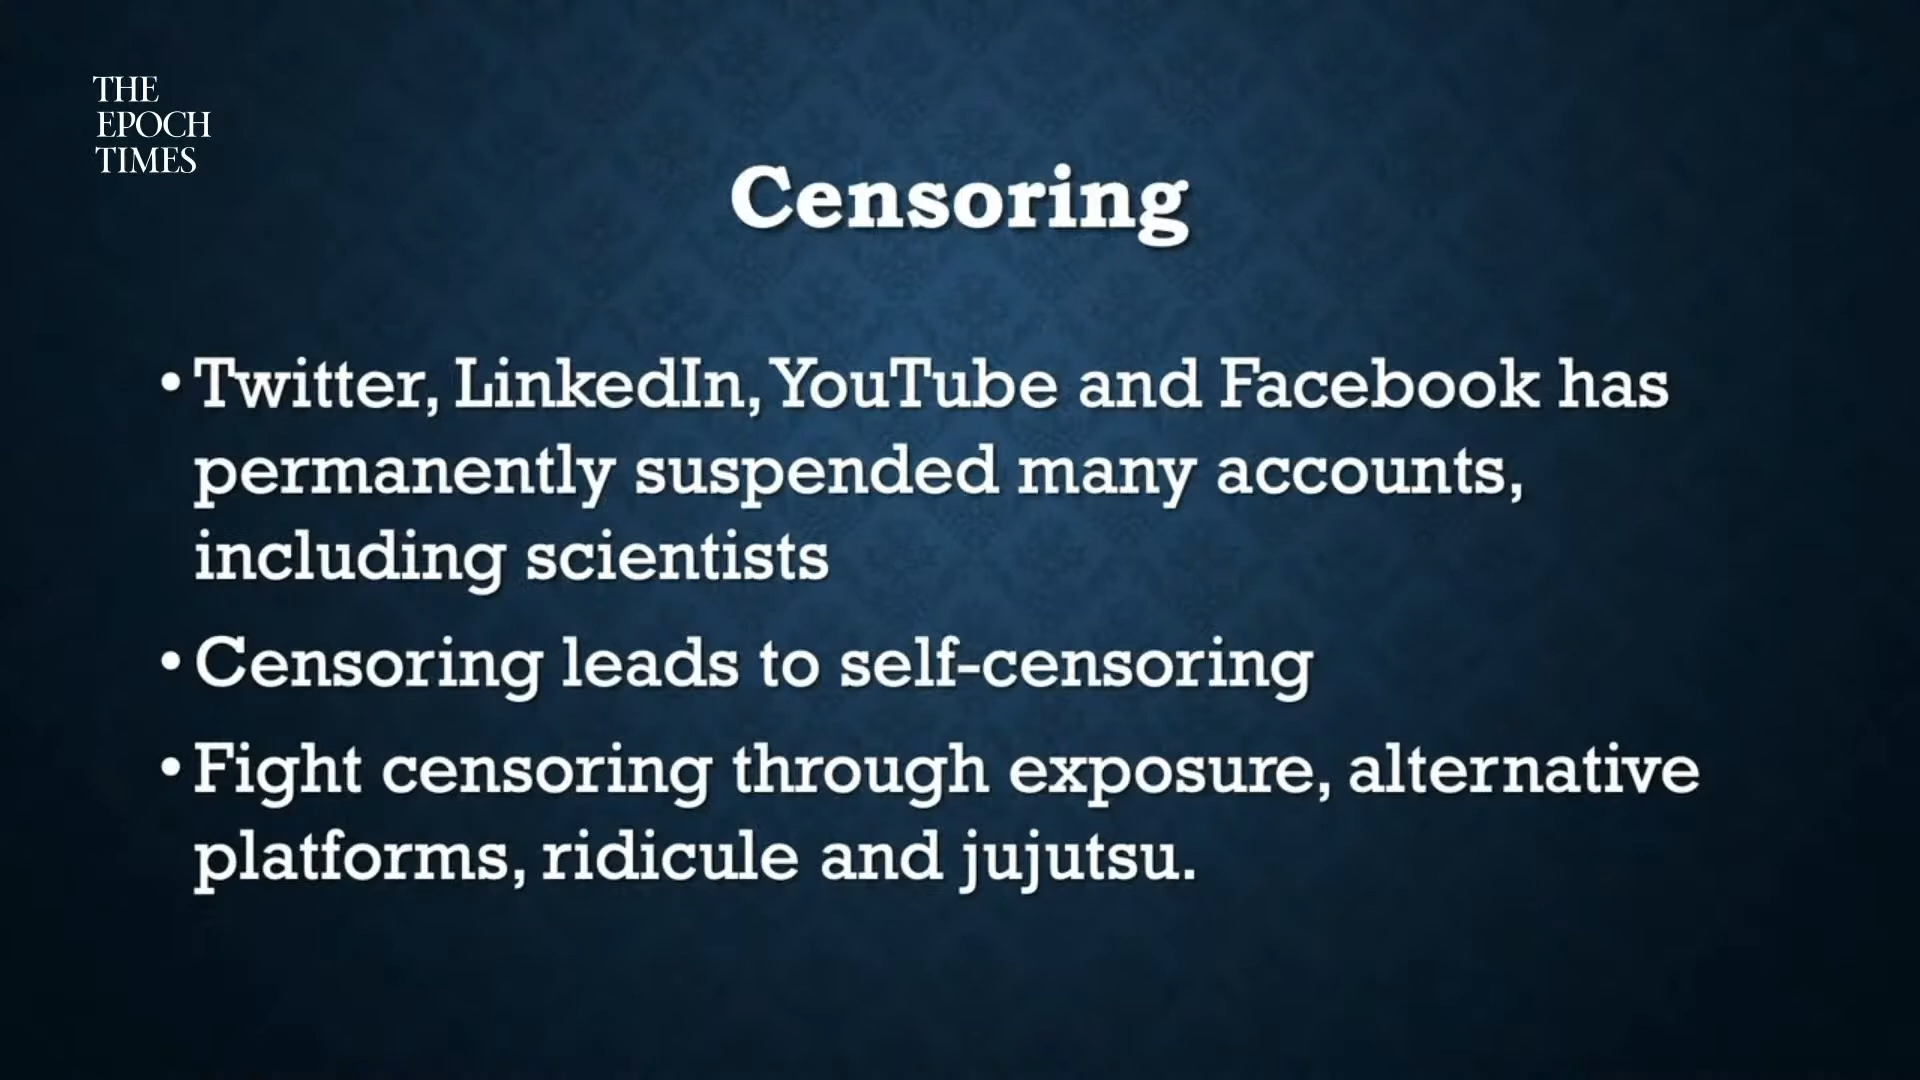 THE
EPOCH
TIMES
Censoring
• Twitter, LinkedIn, YouTube and Facebook has
permanently suspended many accounts,
including scientists
• Censoring leads to self-censoring
• Fight censoring through exposure, alternative
platforms, ridicule and jujutsu.